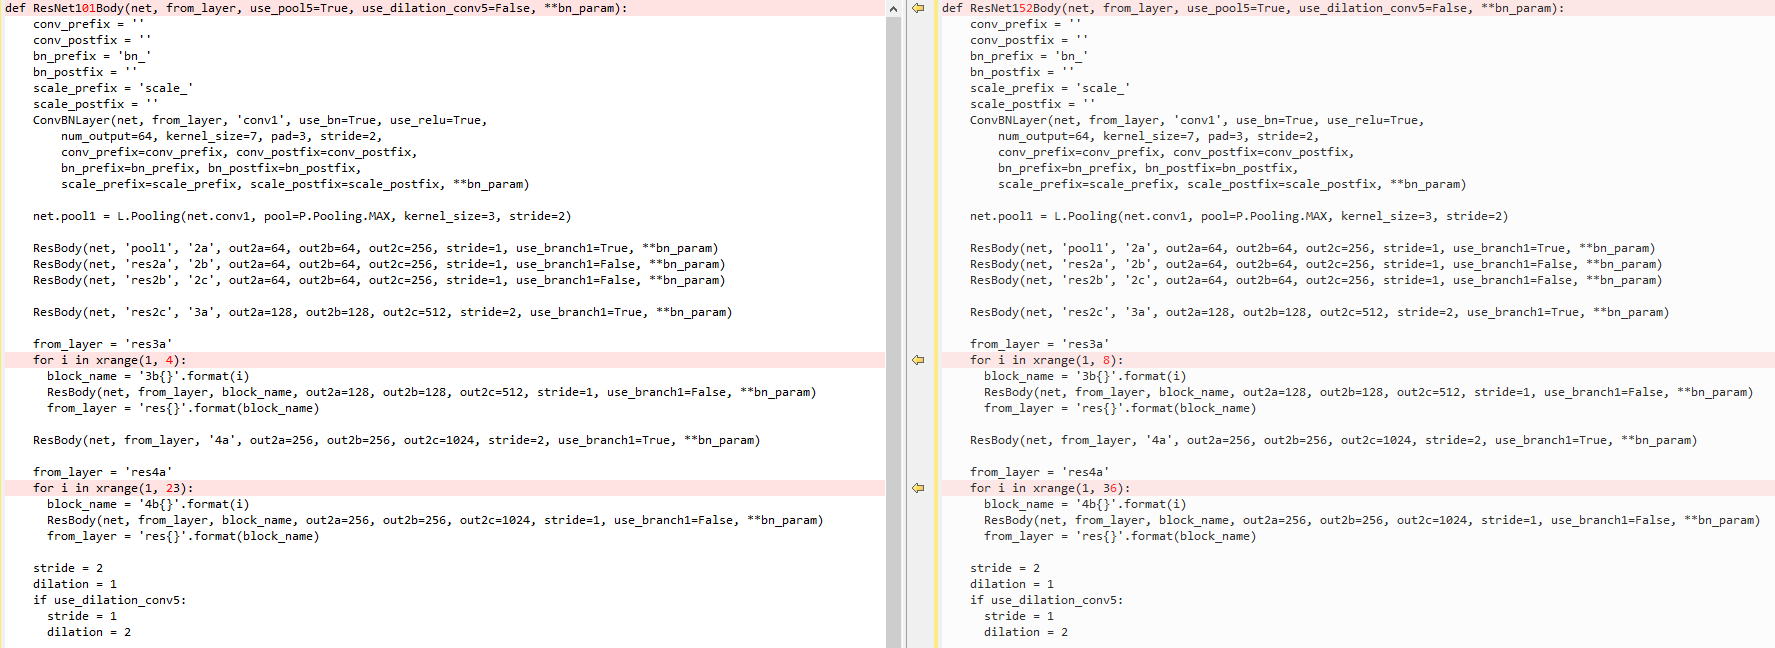 def ResNet101Body(net, from_layer, use_pool5=True, use_dilation_conv5=False, **bn_param):
  conv_prefix = ''
  conv_postfix = ''
  bn_prefix = 'bn_'
  bn_postfix = ''
  scale_prefix = 'scale_'
  scale_postfix = ''
  ConvBNLayer(net, from_layer, 'conv1', use_bn=True, use_relu=True,
      num_output=64, kernel_size=7, pad=3, stride=2,
      conv_prefix=conv_prefix, conv_postfix=conv_postfix,
      bn_prefix=bn_prefix, bn_postfix=bn_postfix,
      scale_prefix=scale_prefix, scale_postfix=scale_postfix, **bn_param)

  net.pool1 = L.Pooling(net.conv1, pool=P.Pooling.MAX, kernel_size=3, stride=2)

  ResBody(net, 'pool1', '2a', out2a=64, out2b=64, out2c=256, stride=1, use_branch1=True, **bn_param)
  ResBody(net, 'res2a', '2b', out2a=64, out2b=64, out2c=256, stride=1, use_branch1=False, **bn_param)
  ResBody(net, 'res2b', '2c', out2a=64, out2b=64, out2c=256, stride=1, use_branch1=False, **bn_param)

  ResBody(net, 'res2c', '3a', out2a=128, out2b=128, out2c=512, stride=2, use_branch1=True, **bn_param)

  from_layer = 'res3a'
  for i in xrange(1, 4):
    block_name = '3b{}'.format(i)
    ResBody(net, from_layer, block_name, out2a=128, out2b=128, out2c=512, stride=1, use_branch1=False, **bn_param)
    from_layer = 'res{}'.format(block_name)

  ResBody(net, from_layer, '4a', out2a=256, out2b=256, out2c=1024, stride=2, use_branch1=True, **bn_param)

  from_layer = 'res4a'
  for i in xrange(1, 23):
    block_name = '4b{}'.format(i)
    ResBody(net, from_layer, block_name, out2a=256, out2b=256, out2c=1024, stride=1, use_branch1=False, **bn_param)
    from_layer = 'res{}'.format(block_name)

  stride = 2
  dilation = 1
  if use_dilation_conv5:
    stride = 1
    dilation = 2

def ResNet152Body(net, from_layer, use_pool5=True, use_dilation_conv5=False, **bn_param):
  conv_prefix = ''
  conv_postfix = ''
  bn_prefix = 'bn_'
  bn_postfix = ''
  scale_prefix = 'scale_'
  scale_postfix = ''
  ConvBNLayer(net, from_layer, 'conv1', use_bn=True, use_relu=True,
      num_output=64, kernel_size=7, pad=3, stride=2,
      conv_prefix=conv_prefix, conv_postfix=conv_postfix,
      bn_prefix=bn_prefix, bn_postfix=bn_postfix,
      scale_prefix=scale_prefix, scale_postfix=scale_postfix, **bn_param)

  net.pool1 = L.Pooling(net.conv1, pool=P.Pooling.MAX, kernel_size=3, stride=2)

  ResBody(net, 'pool1', '2a', out2a=64, out2b=64, out2c=256, stride=1, use_branch1=True, **bn_param)
  ResBody(net, 'res2a', '2b', out2a=64, out2b=64, out2c=256, stride=1, use_branch1=False, **bn_param)
  ResBody(net, 'res2b', '2c', out2a=64, out2b=64, out2c=256, stride=1, use_branch1=False, **bn_param)

  ResBody(net, 'res2c', '3a', out2a=128, out2b=128, out2c=512, stride=2, use_branch1=True, **bn_param)

  from_layer = 'res3a'
  for i in xrange(1, 8):
    block_name = '3b{}'.format(i)
    ResBody(net, from_layer, block_name, out2a=128, out2b=128, out2c=512, stride=1, use_branch1=False, **bn_param)
    from_layer = 'res{}'.format(block_name)

  ResBody(net, from_layer, '4a', out2a=256, out2b=256, out2c=1024, stride=2, use_branch1=True, **bn_param)

  from_layer = 'res4a'
  for i in xrange(1, 36):
    block_name = '4b{}'.format(i)
    ResBody(net, from_layer, block_name, out2a=256, out2b=256, out2c=1024, stride=1, use_branch1=False, **bn_param)
    from_layer = 'res{}'.format(block_name)

  stride = 2
  dilation = 1
  if use_dilation_conv5:
    stride = 1
    dilation = 2